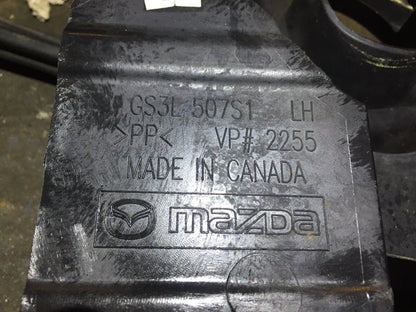 GS3L 507S1 LH
>PP< VP# 2255
MADE IN CANADA
mazda